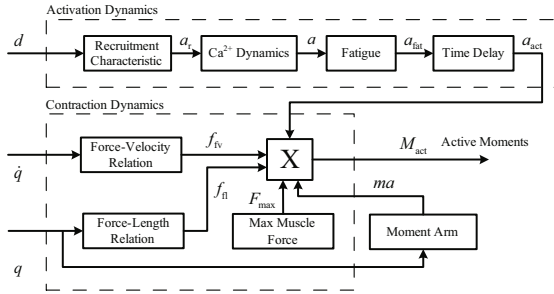 Activation Dynamics
d
Recruitment
Characteristic
a_r
Ca²⁺ Dynamics
a
Fatigue
a_fat
Time Delay
a_act
Contraction Dynamics
q̇
Force-Velocity
Relation
f_fv
X
M_act
Active Moments
f_fl
F_max
ma
q
Force-Length
Relation
Max Muscle
Force
Moment Arm